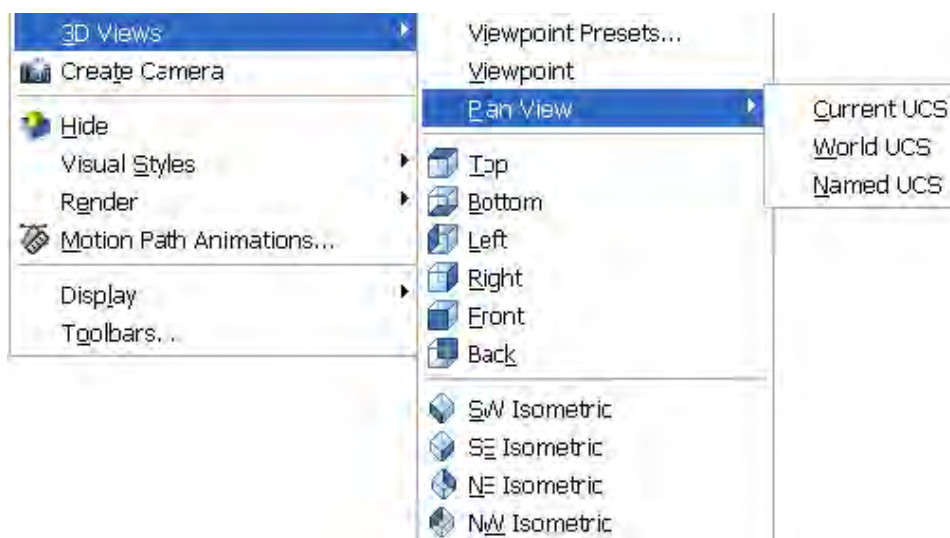 3D Views
Create Camera
Hide
Visual Styles
Render
Motion Path Animations...
Display
Toolbars...
Viewpoint Presets...
Viewpoint
Plan View
Top
Bottom
Left
Right
Front
Back
SW Isometric
SE Isometric
NE Isometric
NW Isometric
Current UCS
World UCS
Named UCS